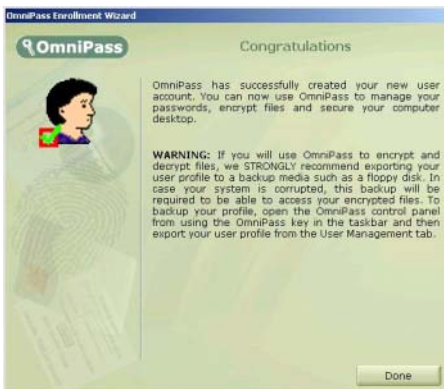 OmniPass Enrollment Wizard
OmniPass
Congratulations
OmniPass has successfully created your new user
account. You can now use OmniPass to manage your
passwords, encrypt files and secure your computer
desktop.
WARNING: If you will use OmniPass to encrypt and
decrypt files, we STRONGLY recommend exporting your
user profile to a backup media such as a floppy disk. In
case your system is corrupted, this backup will be
required to be able to access your encrypted files. To
backup your profile, open the OmniPass control panel
from using the OmniPass key in the taskbar and then
export your user profile from the User Management tab.
Done